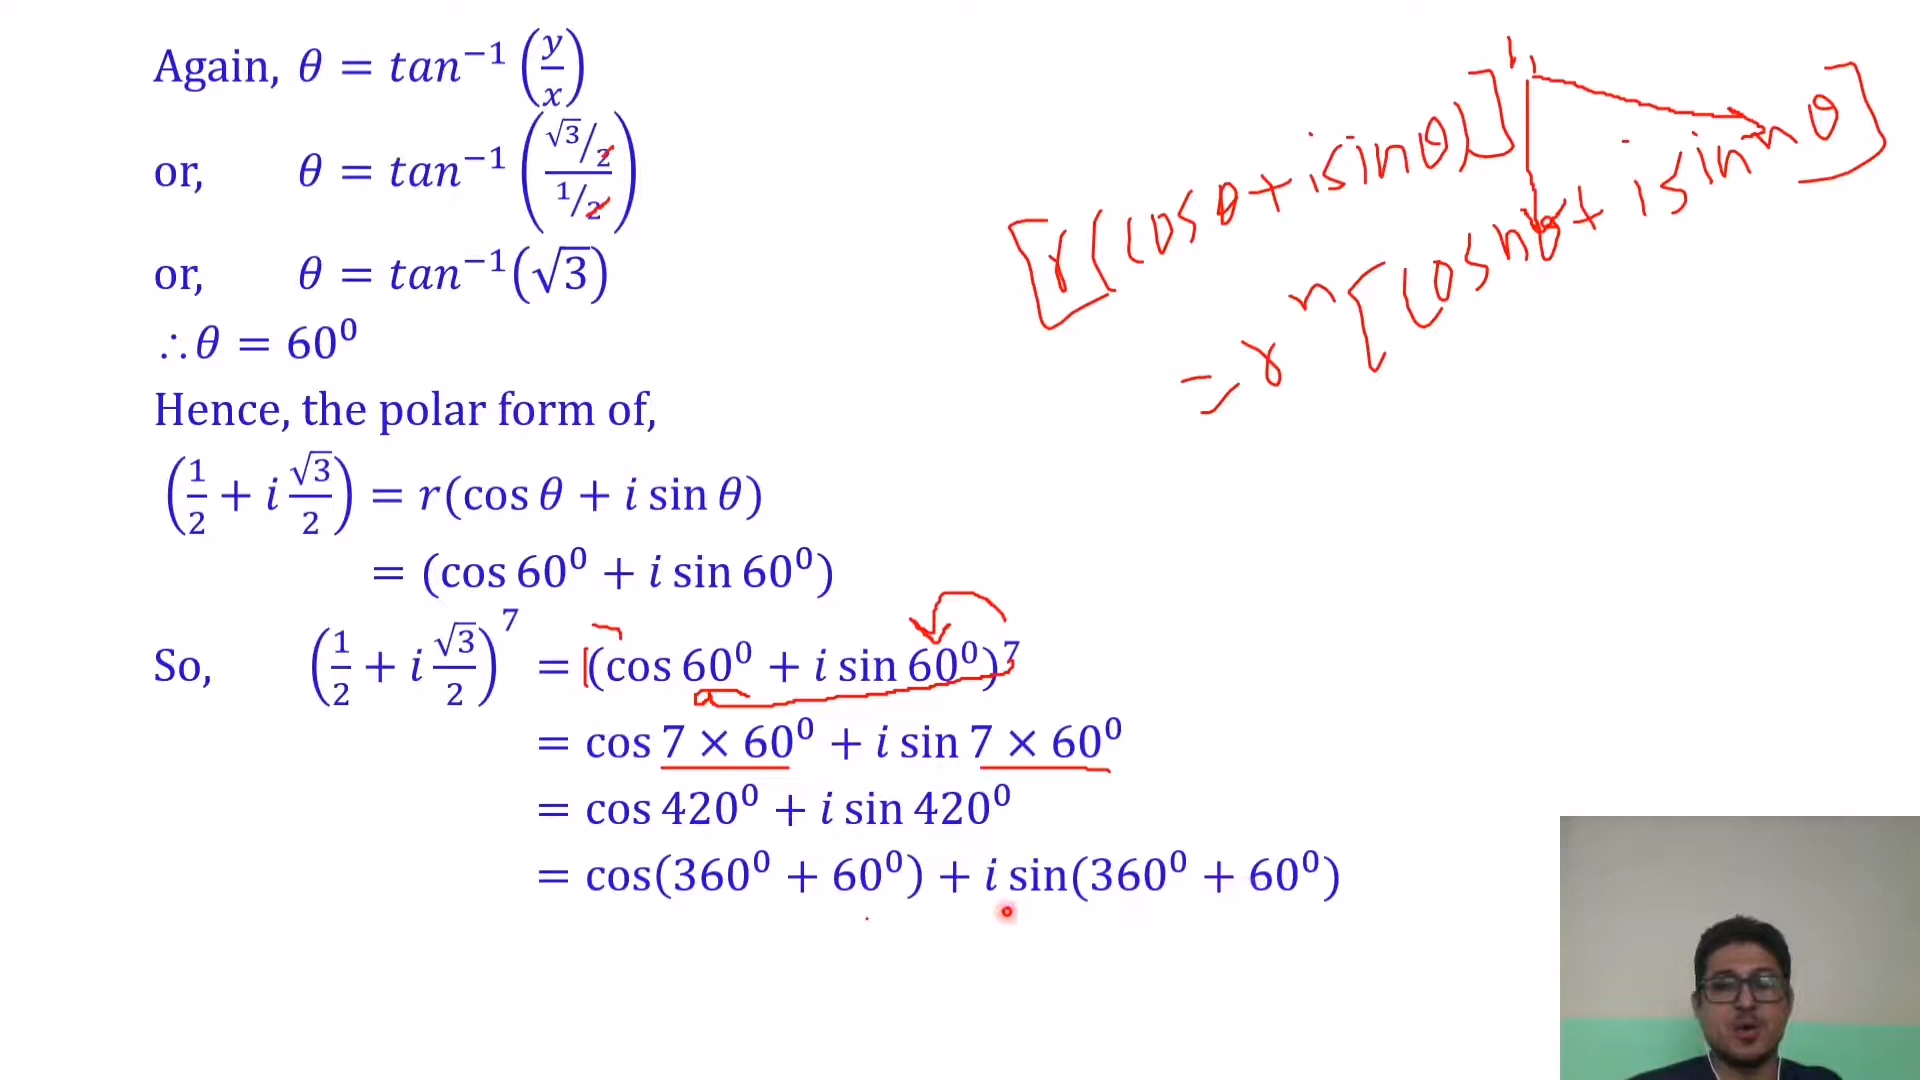 Again, θ = tan⁻¹(y/x)
or, θ = tan⁻¹((√3/2)/(1/2))
or, θ = tan⁻¹(√3)
∴θ = 60⁰
Hence, the polar form of,
(1/2 + i √3/2) = r(cos θ + i sin θ)
= (cos 60⁰ + i sin 60⁰)
So, (1/2 + i √3/2)⁷ = (cos 60⁰ + i sin 60⁰)⁷
= cos 7 × 60⁰ + i sin 7 × 60⁰
= cos 420⁰ + i sin 420⁰
= cos(360⁰ + 60⁰) + i sin(360⁰ + 60⁰)
[r(cosθ + isinθ)]ⁿ
= rⁿ[cos nθ + i sin nθ]